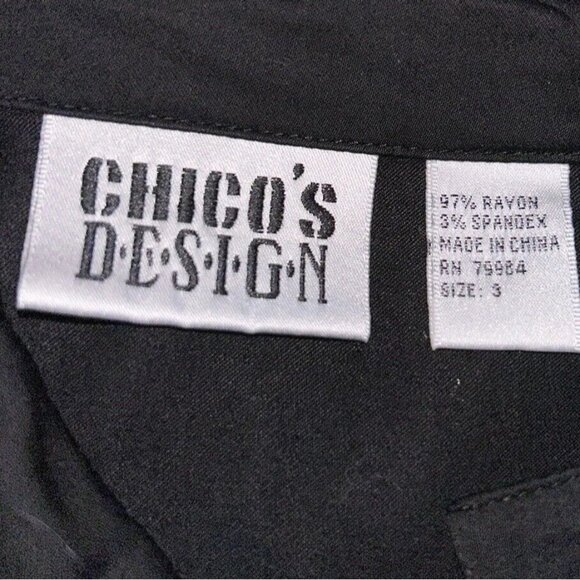 CHICO'S
D·E·S·I·G·N
97% RAYON
3% SPANDEX
MADE IN CHINA
RN 79984
SIZE: 3